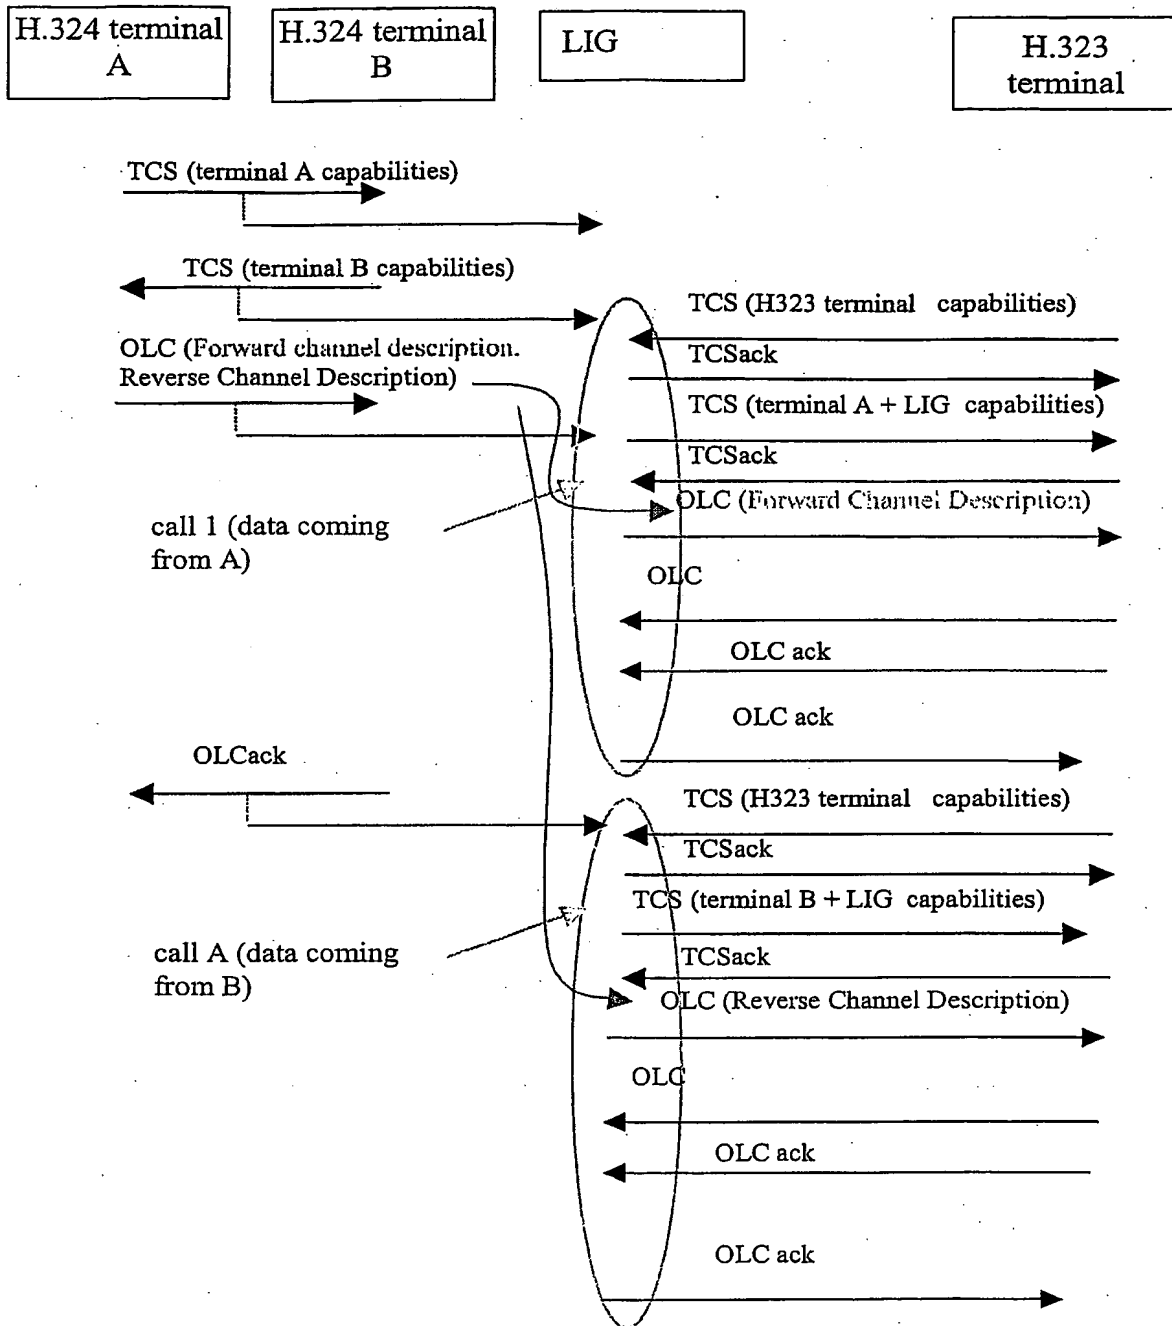 H.324 terminal
A
H.324 terminal
B
LIG
H.323
terminal
TCS (terminal A capabilities)
TCS (terminal B capabilities)
OLC (Forward channel description.
Reverse Channel Description)
TCS (H323 terminal capabilities)
TCSack
TCS (terminal A + LIG capabilities)
TCSack
OLC (Forward Channel Description)
call 1 (data coming
from A)
OLC
OLC ack
OLC ack
OLCack
TCS (H323 terminal capabilities)
TCSack
TCS (terminal B + LIG capabilities)
TCSack
call A (data coming
from B)
OLC (Reverse Channel Description)
OLC
OLC ack
OLC ack